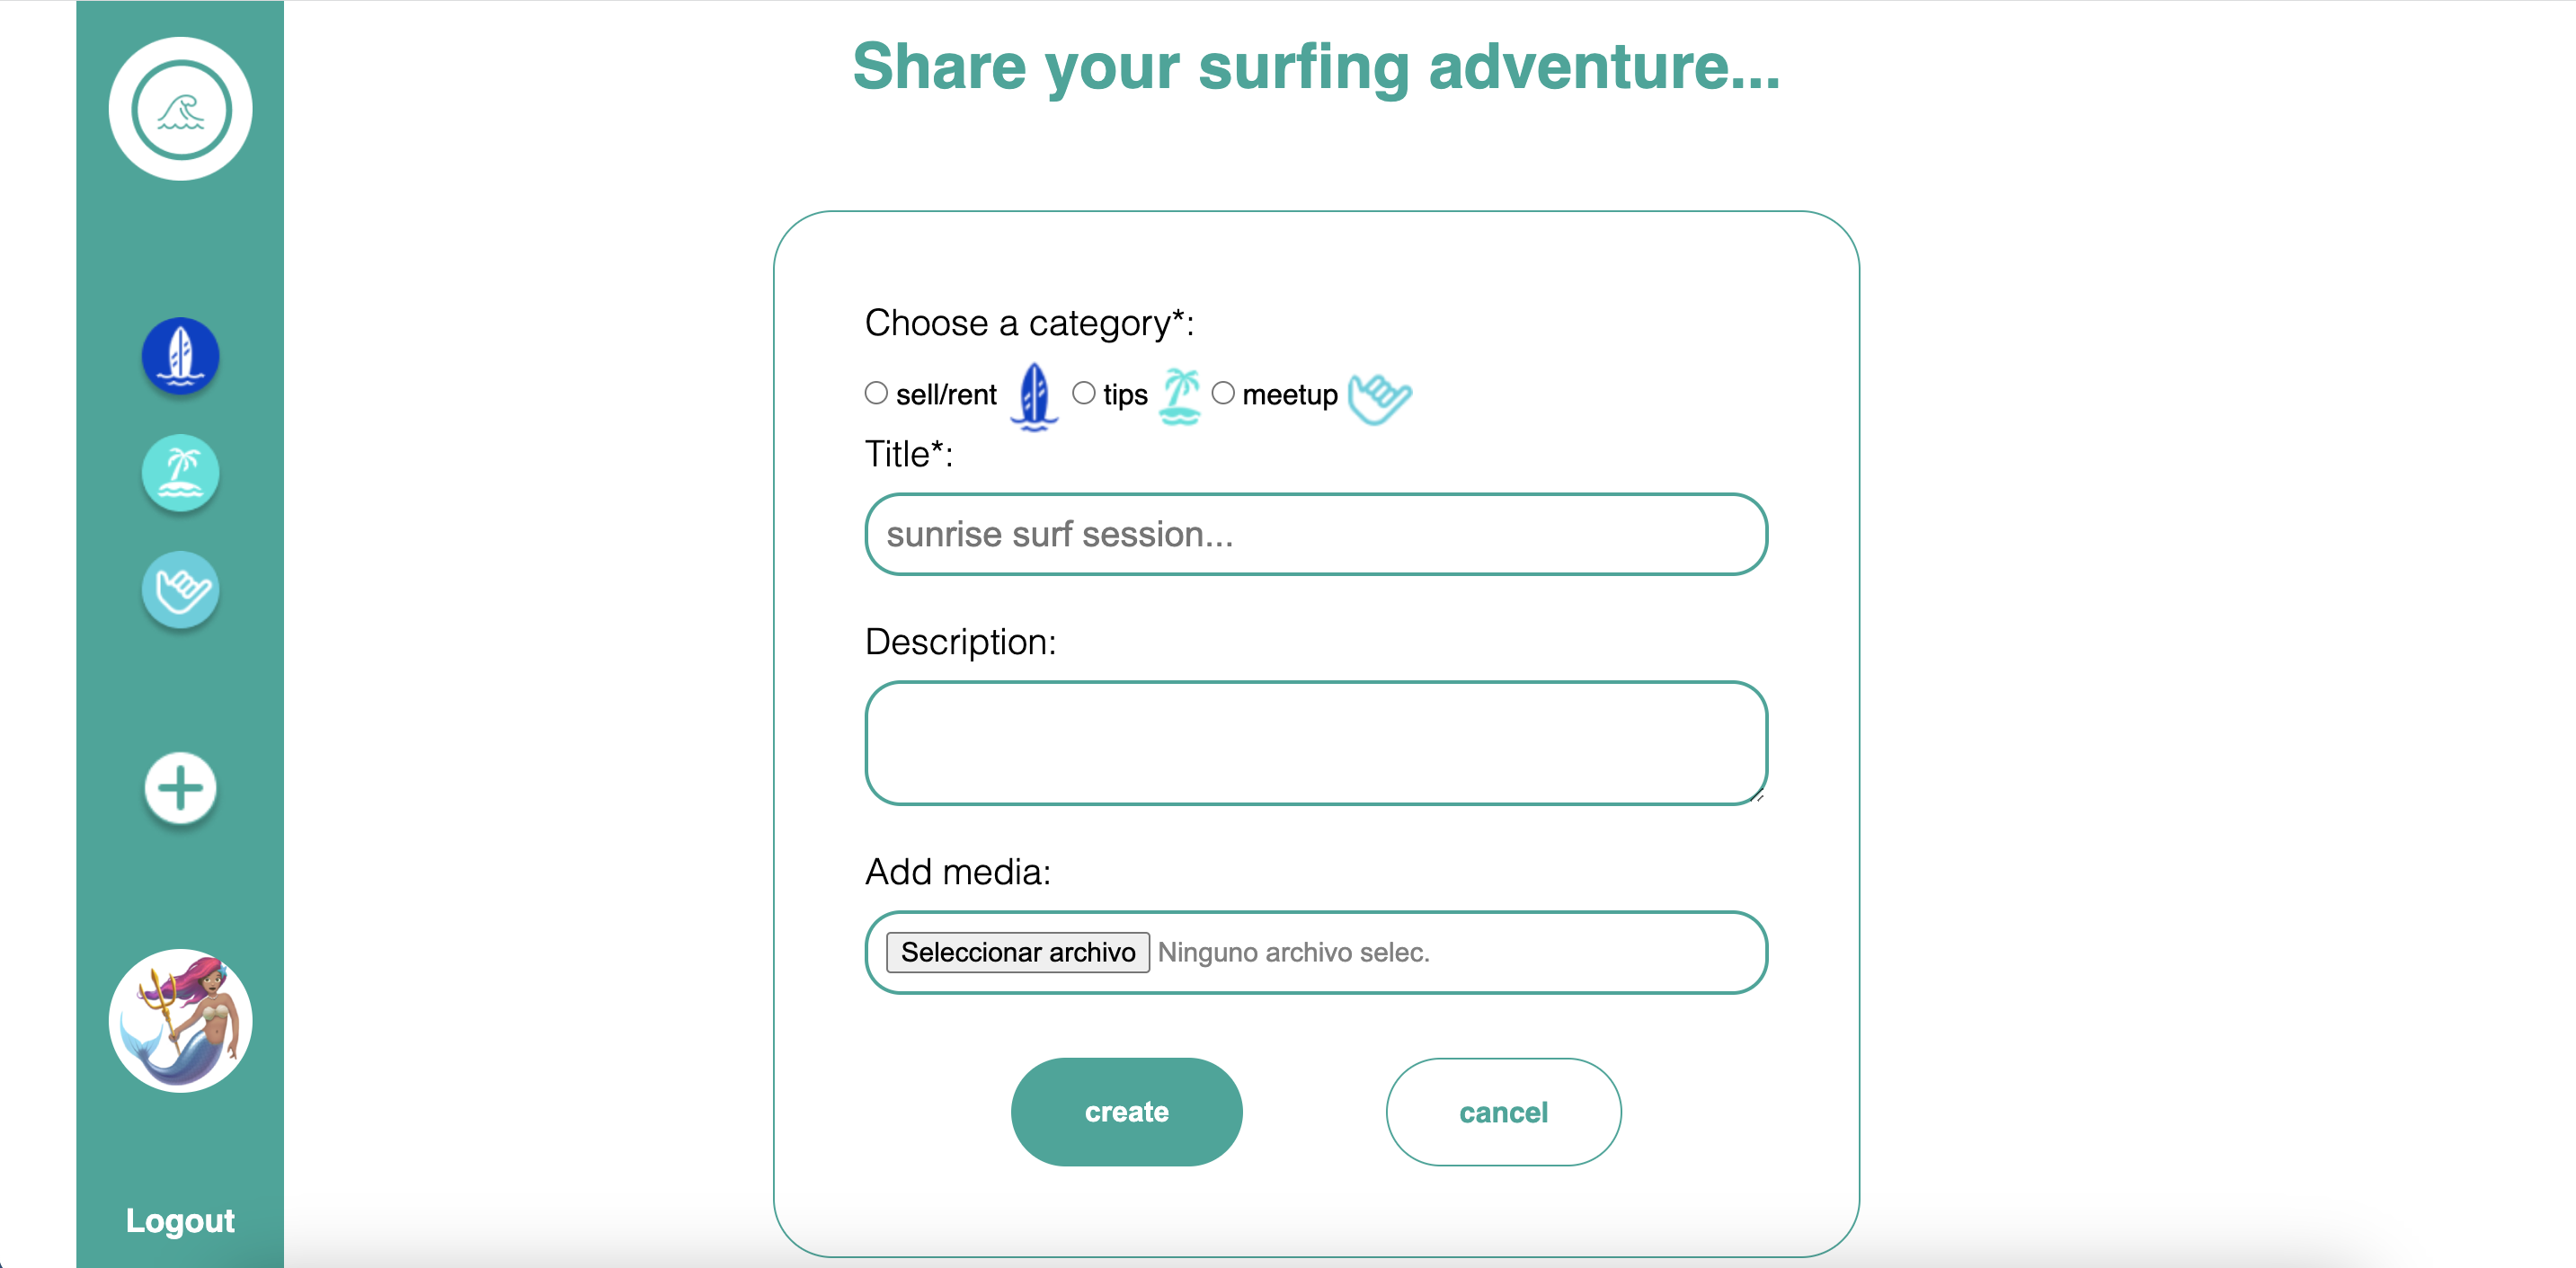 Share your surfing adventure...
Choose a category*:
sell/rent tips meetup
Title*:
sunrise surf session...
Description:
Add media:
Seleccionar archivo Ninguno archivo selec.
create cancel
Logout